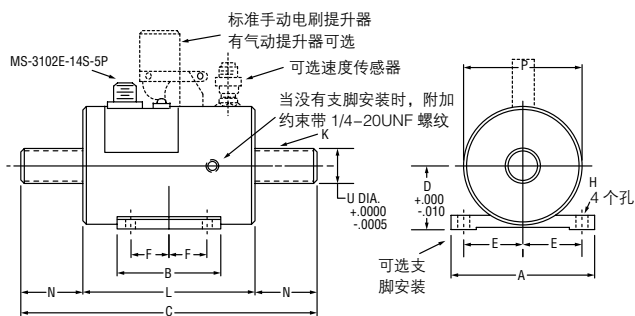 标准手动电刷提升器
有气动提升器可选
MS-3102E-14S-5P
可选速度传感器
当没有支脚安装时，附加
约束带 1/4-20UNF 螺纹
K
U DIA.
+.0000
-.0005
F
F
B
N
L
N
C
P
D
+.000
-.010
H
4 个孔
E
E
可选支
脚安装
A